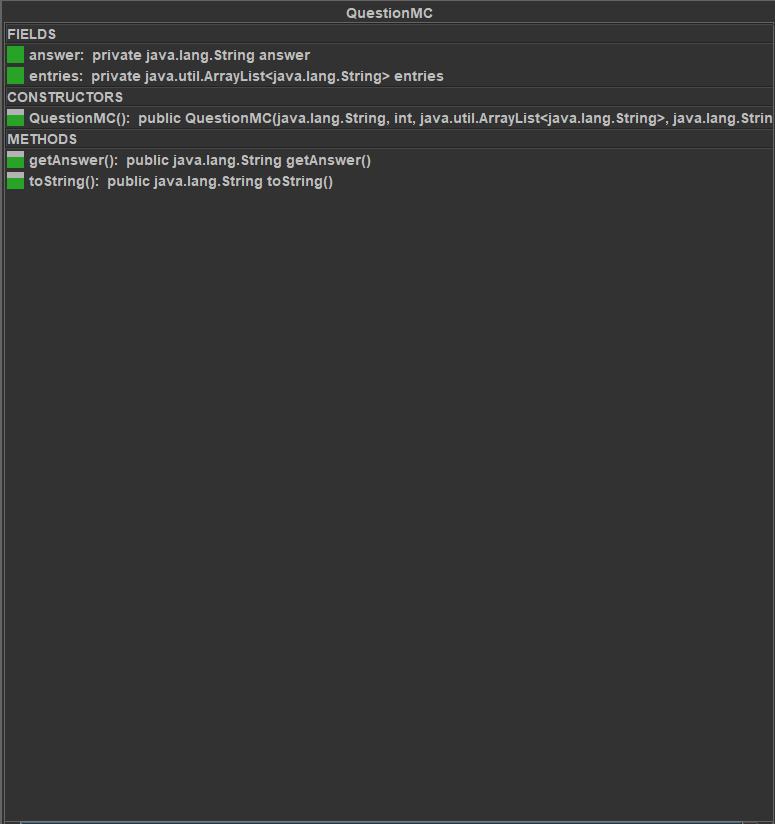 QuestionMC
FIELDS
answer: private java.lang.String answer
entries: private java.util.ArrayList<java.lang.String> entries
CONSTRUCTORS
QuestionMC(): public QuestionMC(java.lang.String, int, java.util.ArrayList<java.lang.String>, java.lang.Strin
METHODS
getAnswer(): public java.lang.String getAnswer()
toString(): public java.lang.String toString()